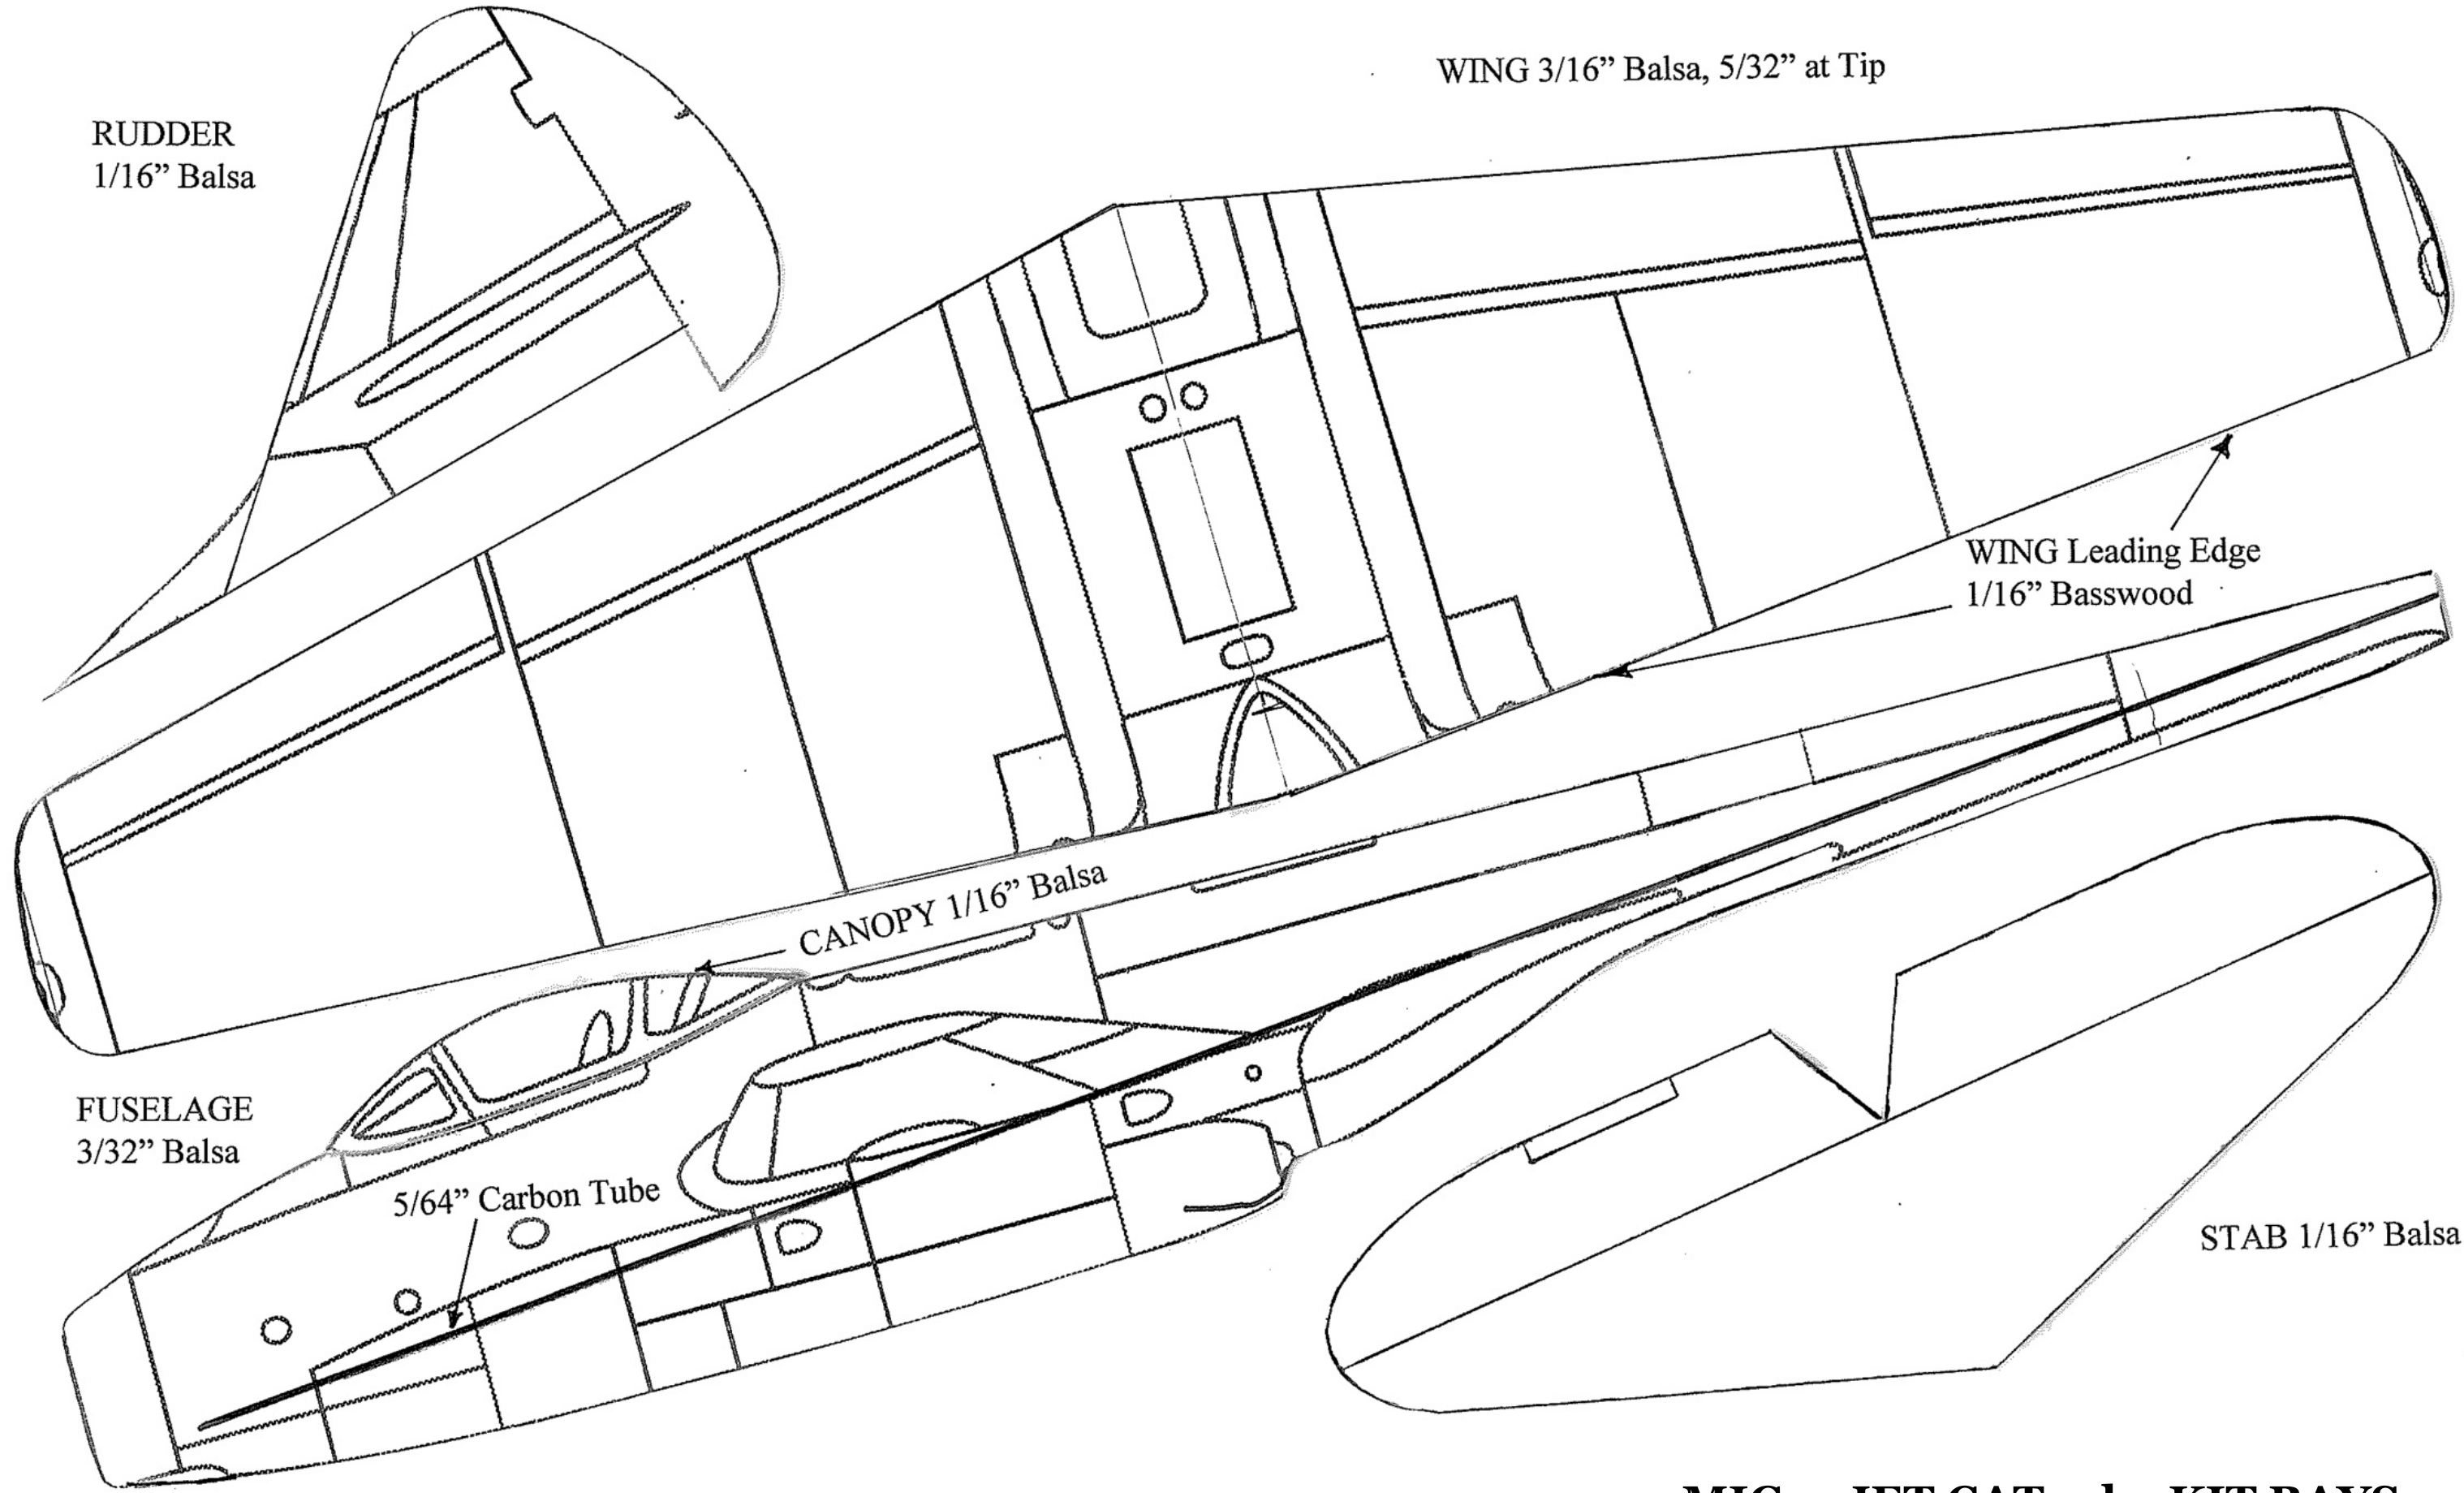 WING 3/16” Balsa, 5/32” at Tip
RUDDER
1/16” Balsa
WING Leading Edge
1/16” Basswood
CANOPY 1/16” Balsa
FUSELAGE
3/32” Balsa
5/64” Carbon Tube
STAB 1/16” Balsa